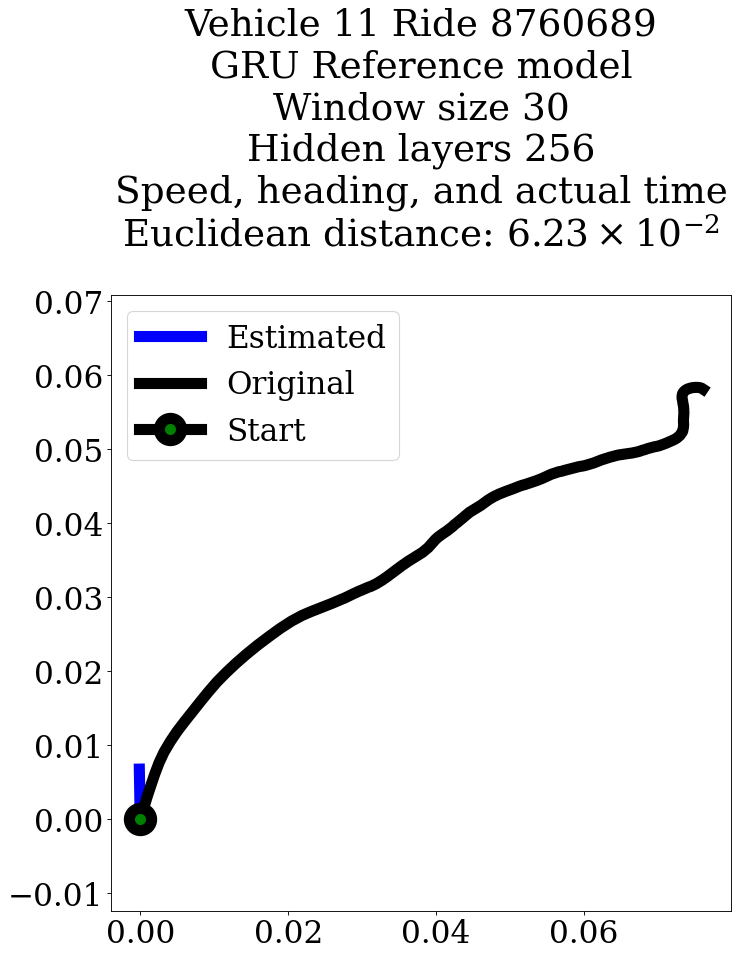 Vehicle 11 Ride 8760689
GRU Reference model
Window size 30
Hidden layers 256
Speed, heading, and actual time
Euclidean distance: 6.23 × 10⁻²
Estimated
Original
Start
0.07
0.06
0.05
0.04
0.03
0.02
0.01
0.00
−0.01
0.00 0.02 0.04 0.06